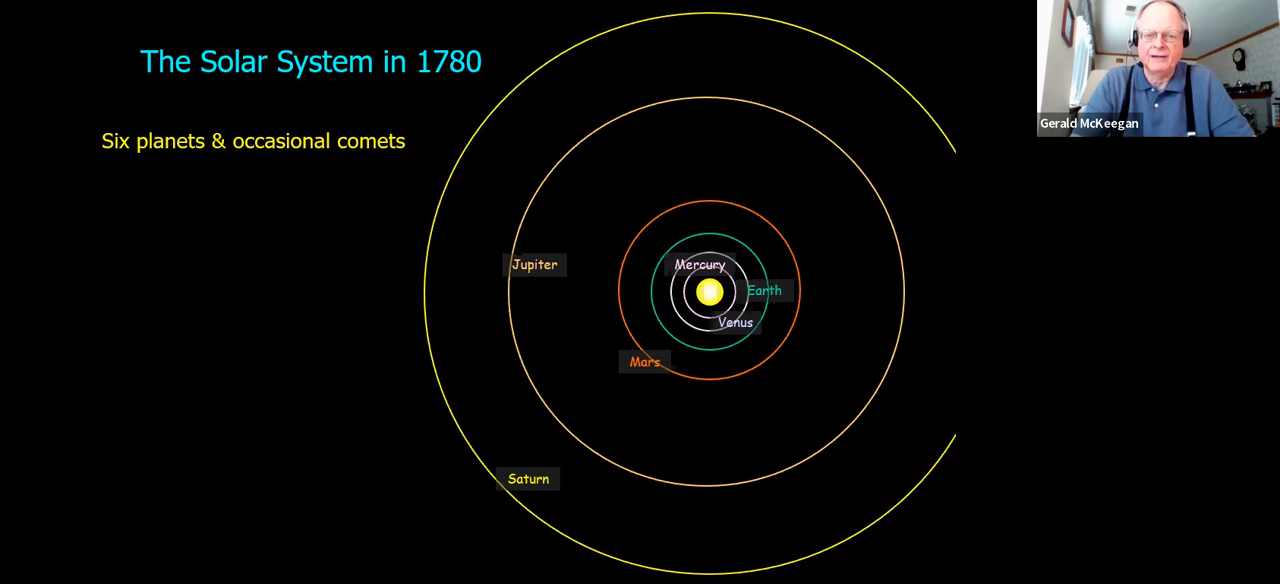 The Solar System in 1780
Six planets & occasional comets
Gerald McKeegan
Jupiter
Mercury
Earth
Venus
Mars
Saturn